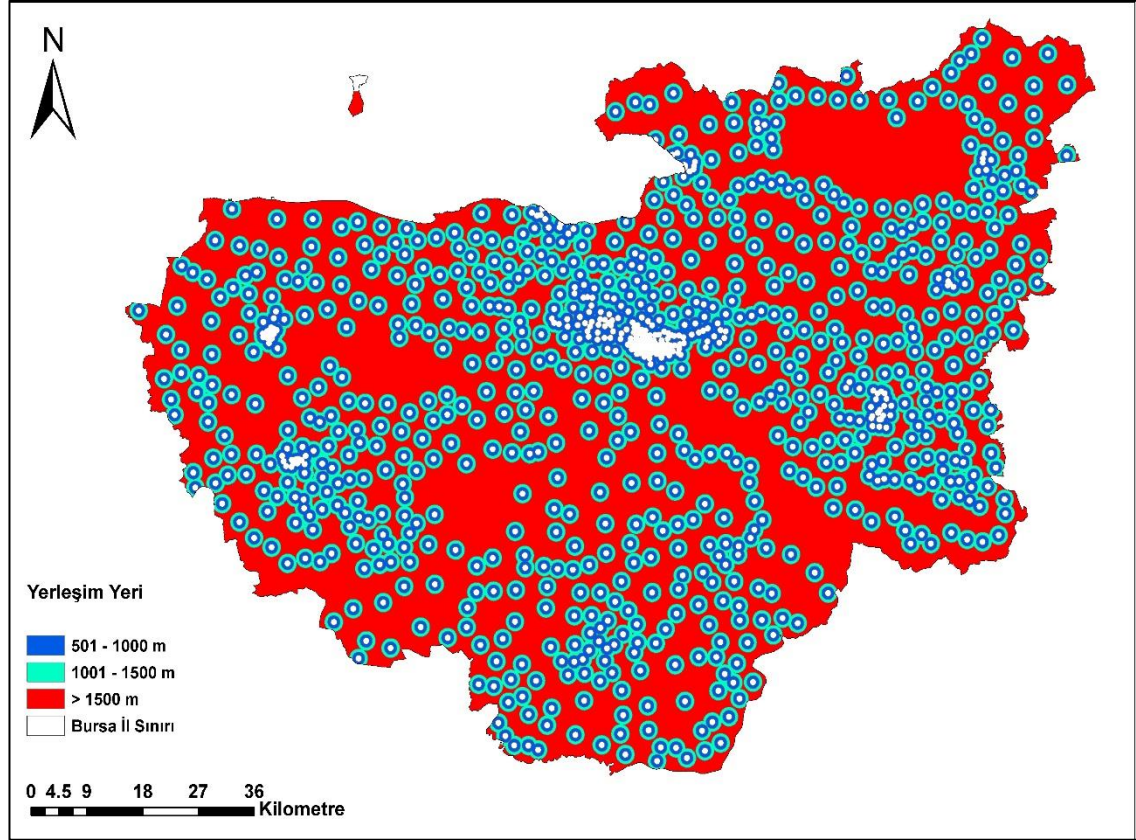 N
Yerleşim Yeri
501 - 1000 m
1001 - 1500 m
> 1500 m
Bursa İl Sınırı
0 4.5 9 18 27 36
Kilometre